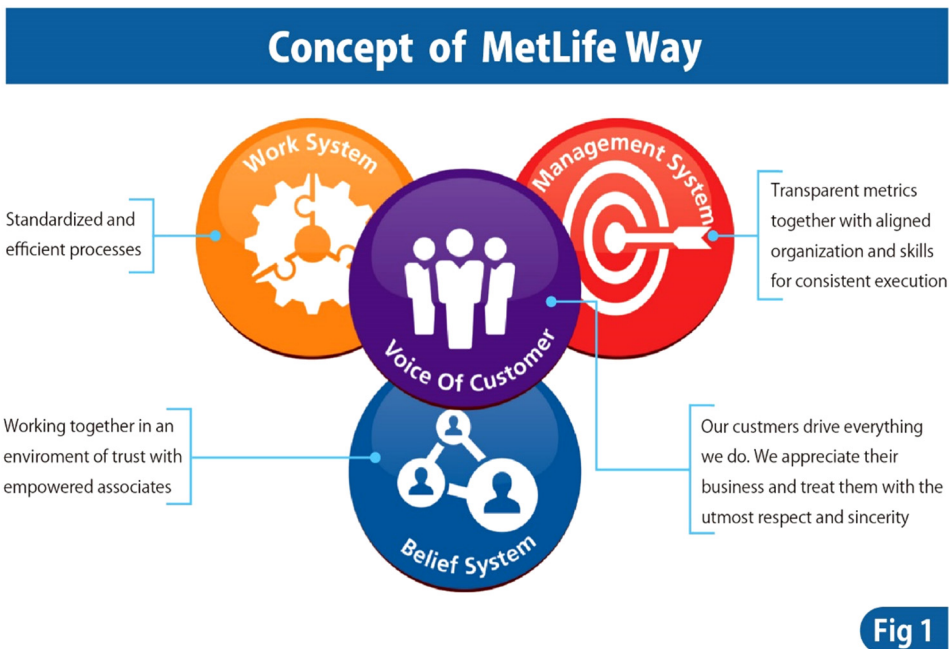 Concept of MetLife Way
Work System
Management System
Standardized and
efficient processes
Transparent metrics
together with aligned
organization and skills
for consistent execution
Voice Of Customer
Working together in an
enviroment of trust with
empowered associates
Our custmers drive everything
we do. We appreciate their
business and treat them with the
utmost respect and sincerity
Belief System
Fig 1